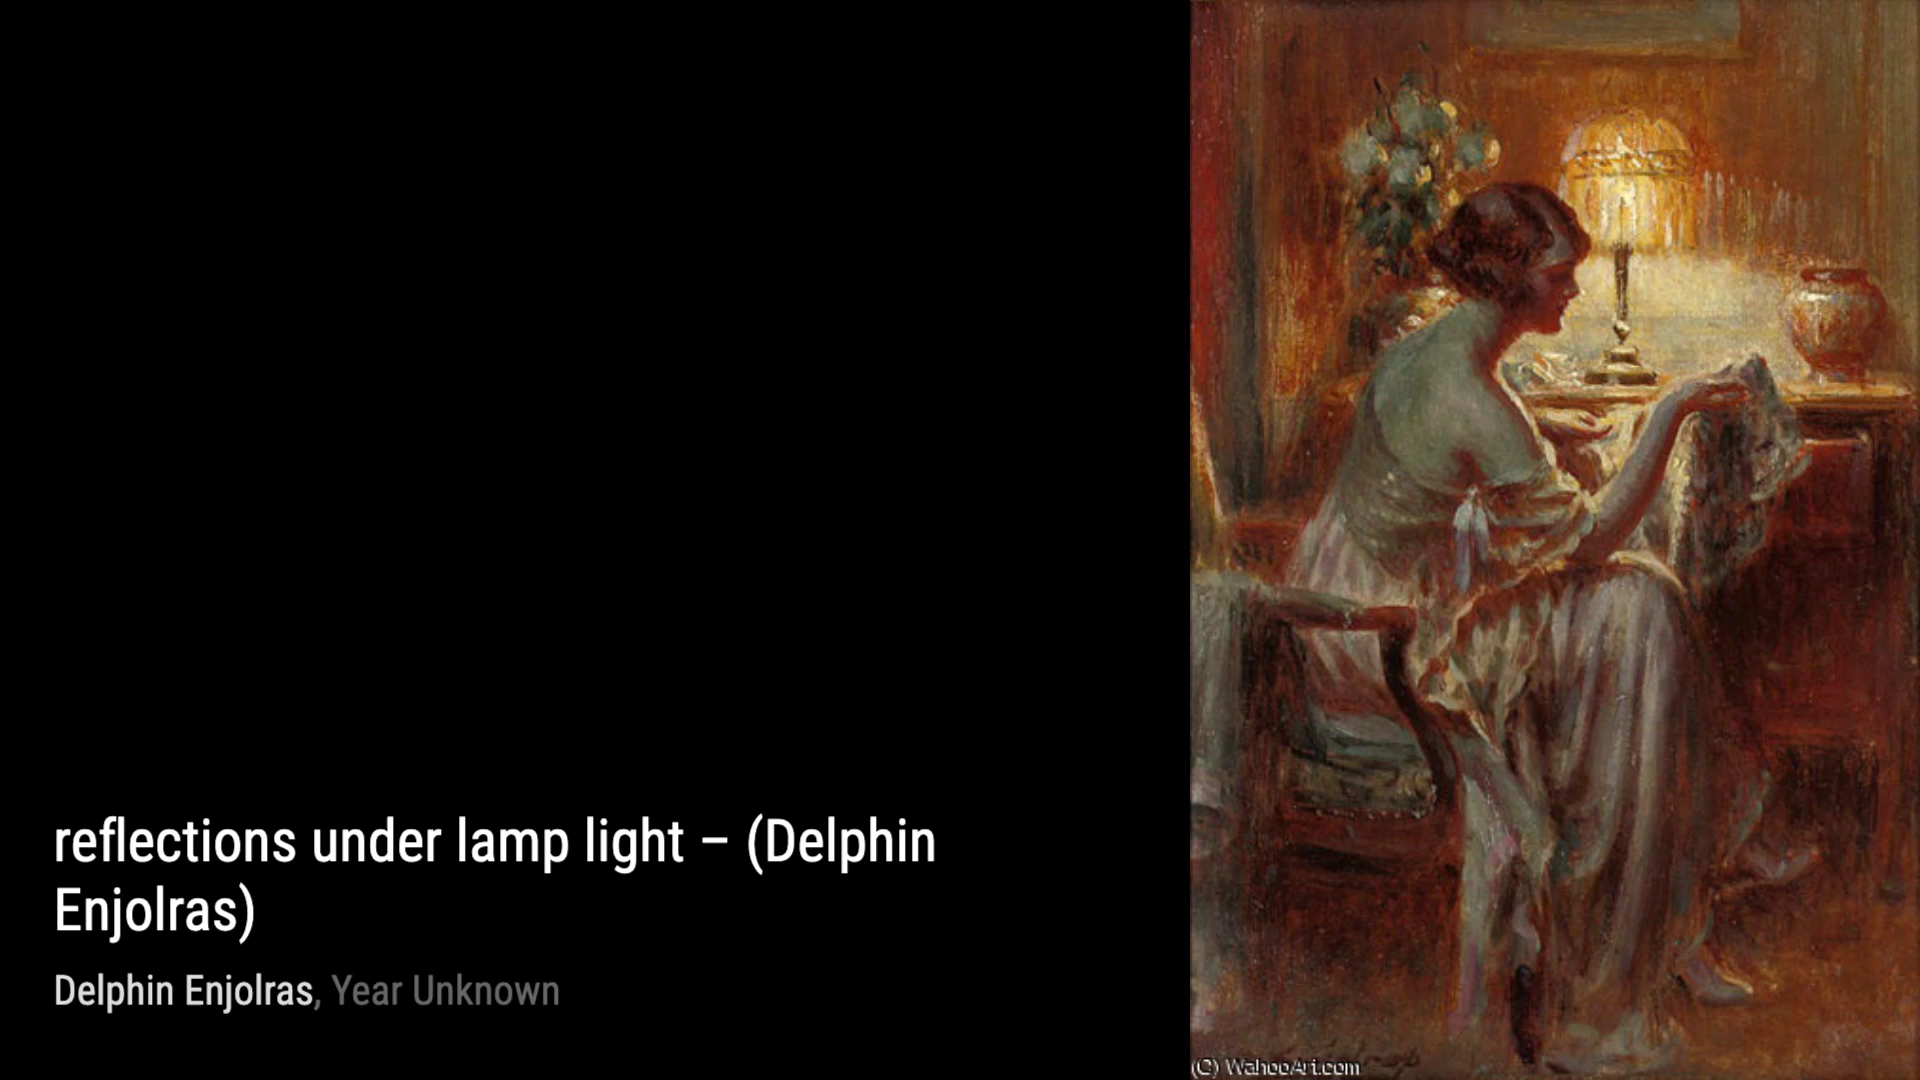 reflections under lamp light – (Delphin
Enjolras)
Delphin Enjolras, Year Unknown
(C) WahooArt.com